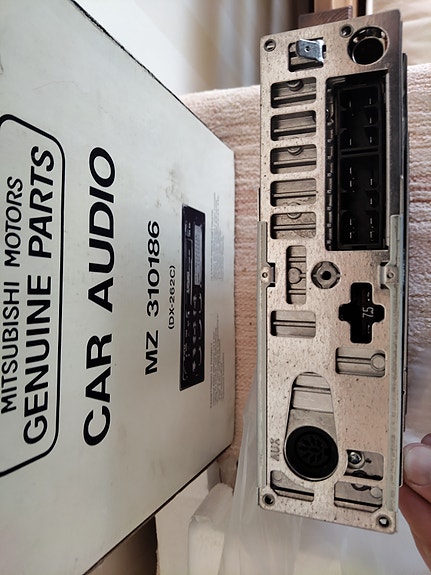 MITSUBISHI MOTORS
GENUINE PARTS
CAR AUDIO
MZ 310186
(DX-262C)
7.5
AUX